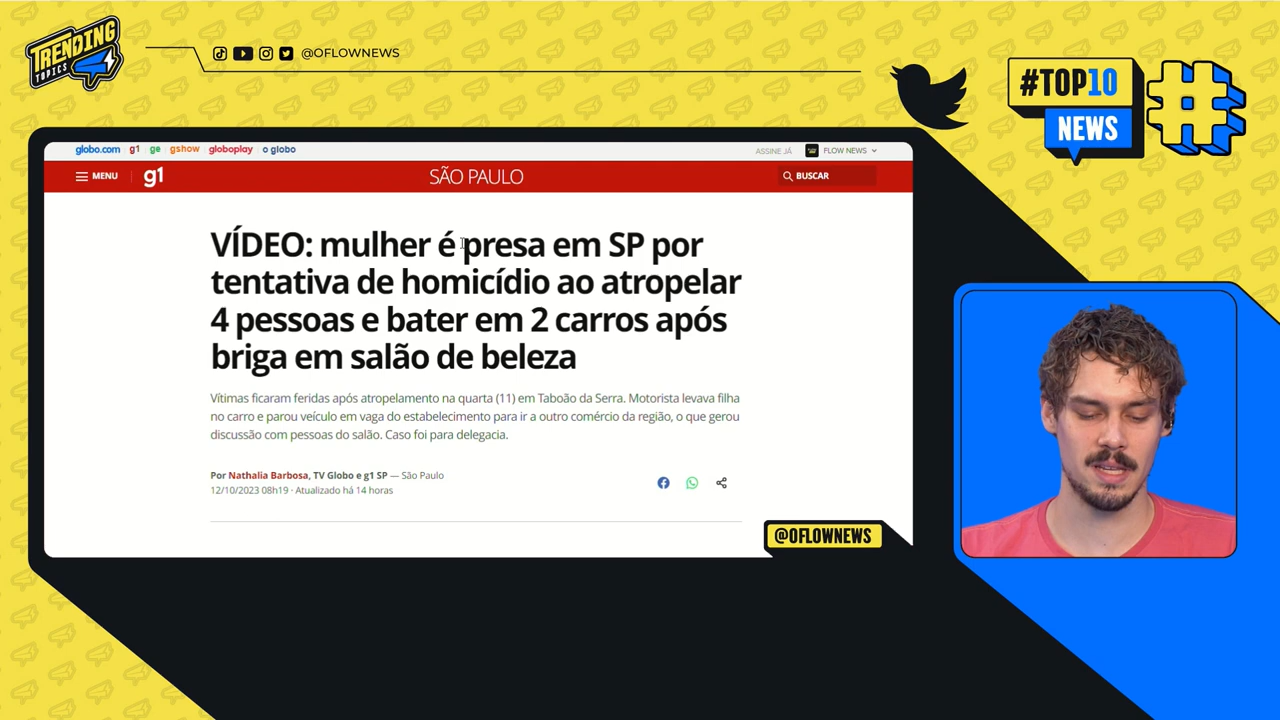 TRENDING
TOPICS
@OFLOWNEWS
#TOP10
NEWS
globo.com g1 ge gshow globoplay o globo
ASSINE JÁ FLOW NEWS
MENU g1 SÃO PAULO BUSCAR
VÍDEO: mulher é presa em SP por
tentativa de homicídio ao atropelar
4 pessoas e bater em 2 carros após
briga em salão de beleza
Vítimas ficaram feridas após atropelamento na quarta (11) em Taboão da Serra. Motorista levava filha
no carro e parou veículo em vaga do estabelecimento para ir a outro comércio da região, o que gerou
discussão com pessoas do salão. Caso foi para delegacia.
Por Nathalia Barbosa, TV Globo e g1 SP — São Paulo
12/10/2023 08h19 · Atualizado há 14 horas
@OFLOWNEWS